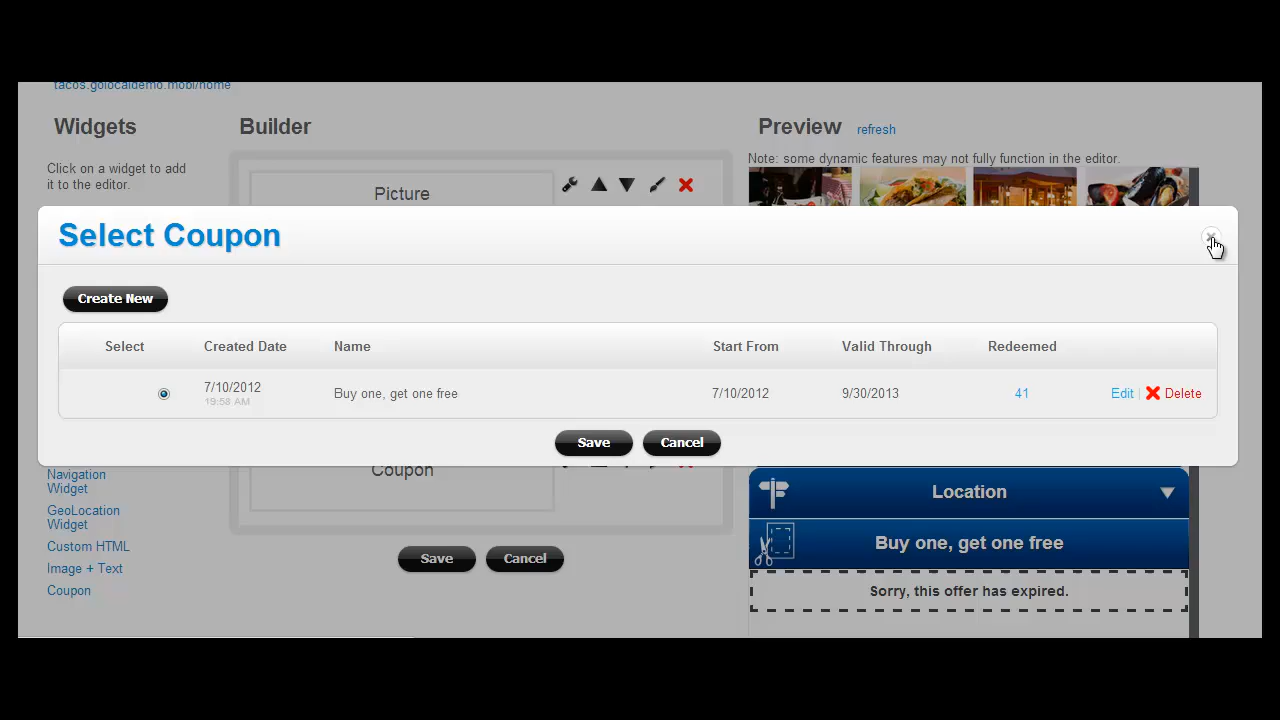 tacos.golocaldemo.mobi/home
Widgets
Builder
Preview refresh
Click on a widget to add
it to the editor.
Note: some dynamic features may not fully function in the editor.
Picture
Select Coupon
Create New
Select Created Date Name Start From Valid Through Redeemed
7/10/2012 Buy one, get one free 7/10/2012 9/30/2013 41 Edit | Delete
19:58 AM
Save Cancel
Coupon
Navigation
Widget
GeoLocation
Widget
Custom HTML
Image + Text
Coupon
Save Cancel
Location
Buy one, get one free
Sorry, this offer has expired.